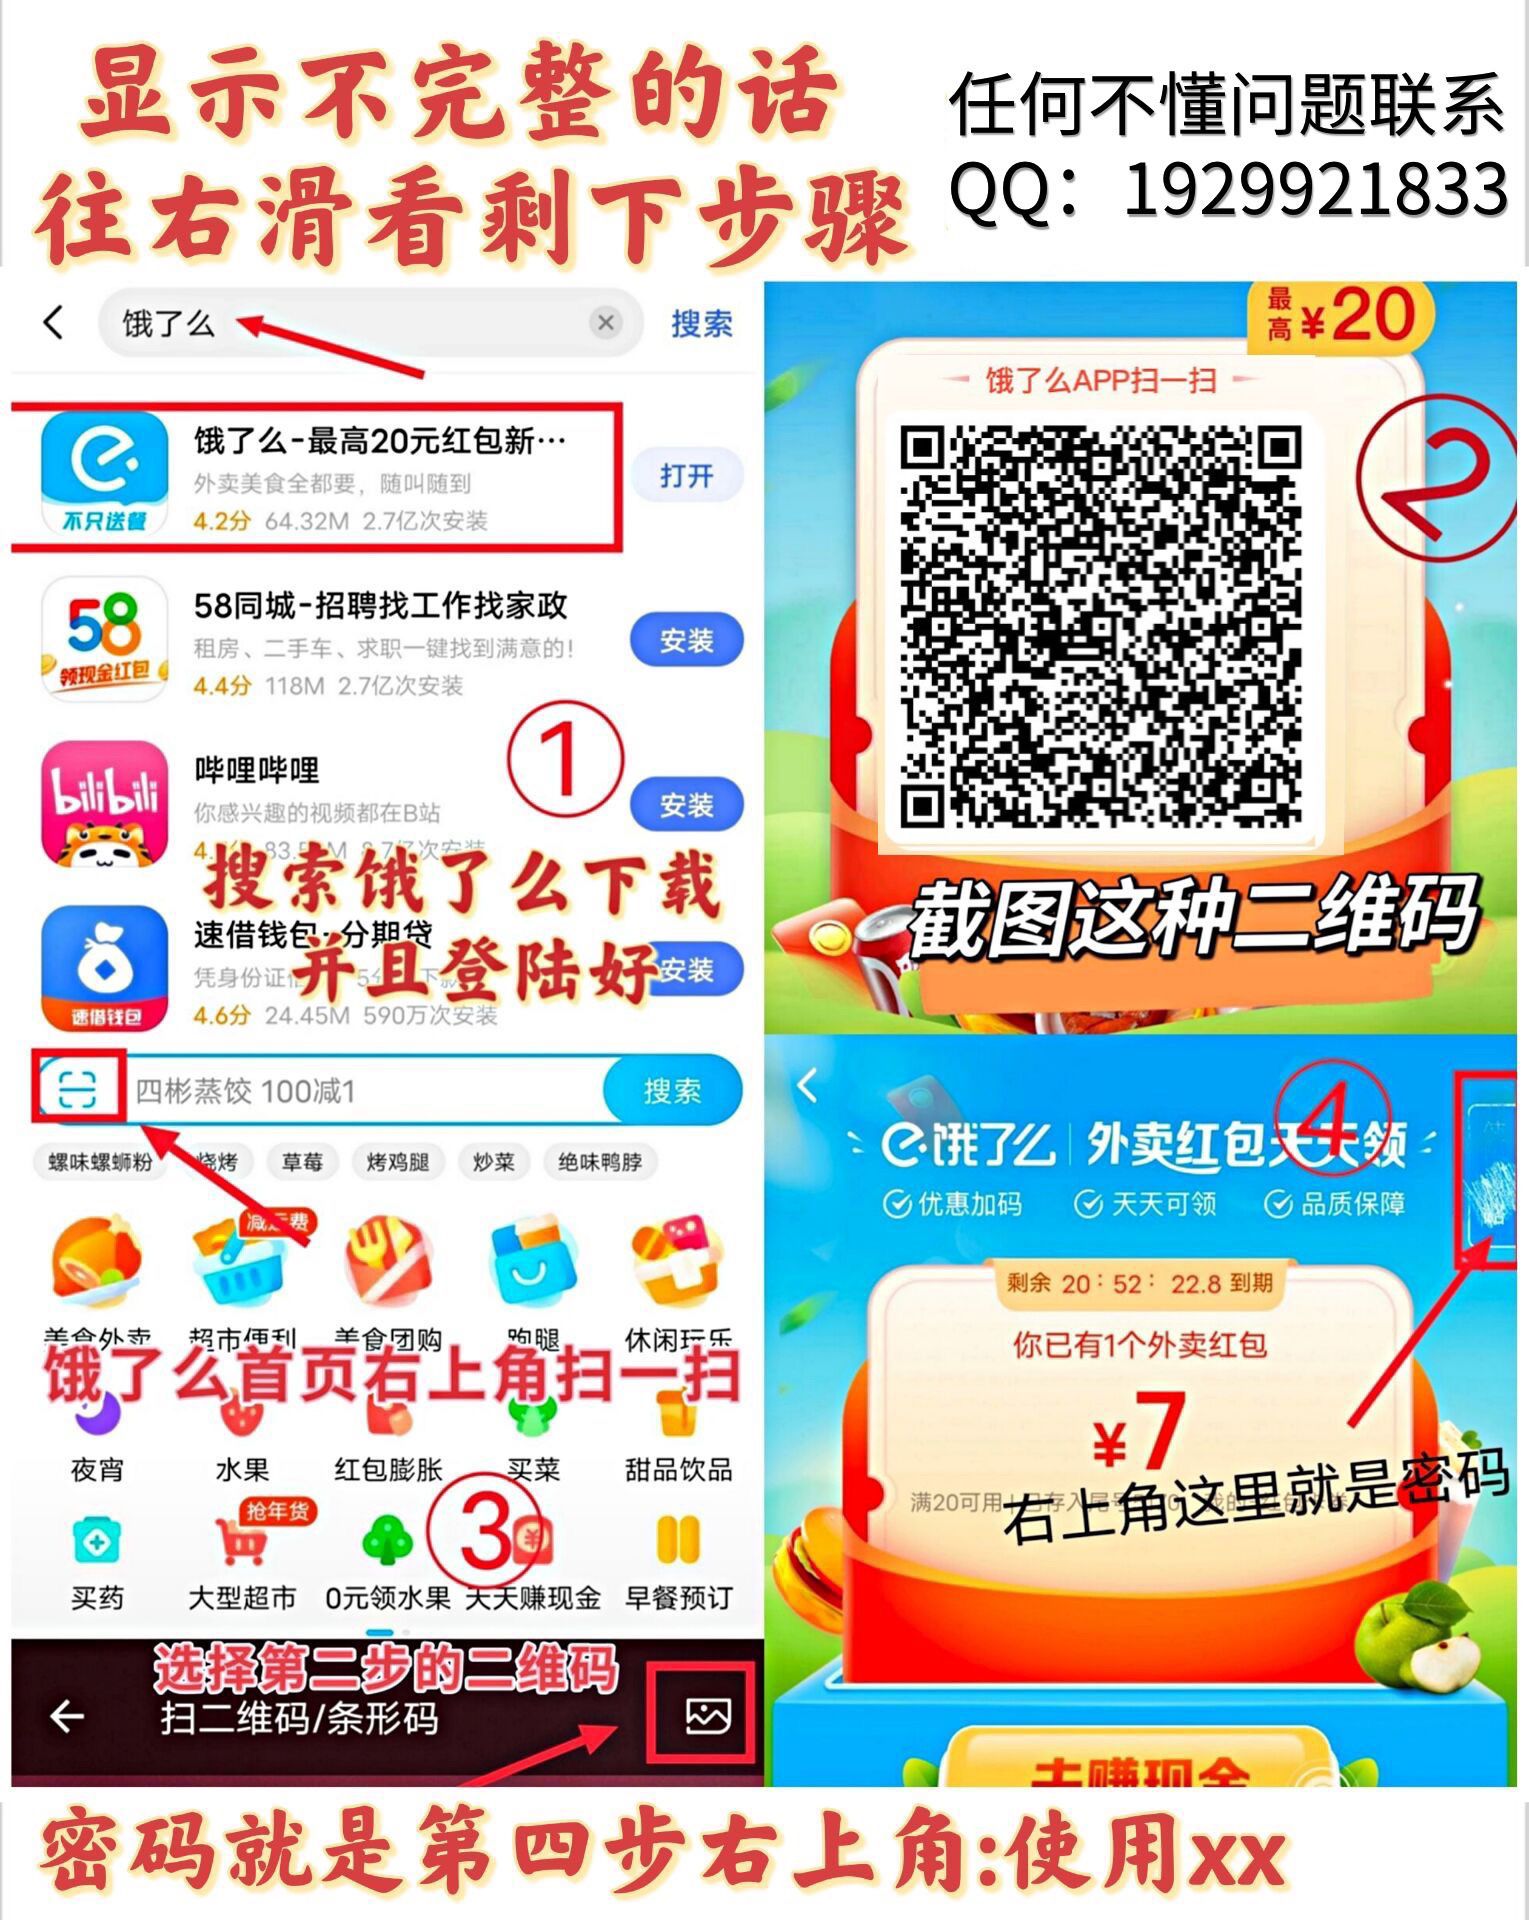 显示不完整的话
往右滑看剩下步骤
任何不懂问题联系
QQ：1929921833
饿了么
搜索
饿了么-最高20元红包新…
外卖美食全都要，随叫随到
4.2分 64.32M 2.7亿次安装
不只送餐
打开
58同城-招聘找工作找家政
租房、二手车、求职一键找到满意的！
4.4分 118M 2.7亿次安装
58
领现金红包
安装
①
哔哩哔哩
你感兴趣的视频都在B站
bilibili
安装
搜索饿了么下载
并且登陆好
速借钱包-分期贷
凭身份证
4.6分 24.45M 590万次安装
速借钱包
安装
四彬蒸饺 100减1
搜索
螺味螺蛳粉
烧烤
草莓
烤鸡腿
炒菜
绝味鸭脖
减运费
美食外卖
超市便利
美食团购
跑腿
休闲玩乐
饿了么首页右上角扫一扫
夜宵
水果
红包膨胀
买菜
甜品饮品
抢年货
③
买药
大型超市
0元领水果
天天赚现金
早餐预订
选择第二步的二维码
扫二维码/条形码
最高¥20
饿了么APP扫一扫
②
截图这种二维码
④
饿了么 外卖红包天天领
优惠加码
天天可领
品质保障
剩余 20：52：22.8 到期
你已有1个外卖红包
¥7
满20可用
右上角这里就是密码
去赚现金
密码就是第四步右上角:使用xx